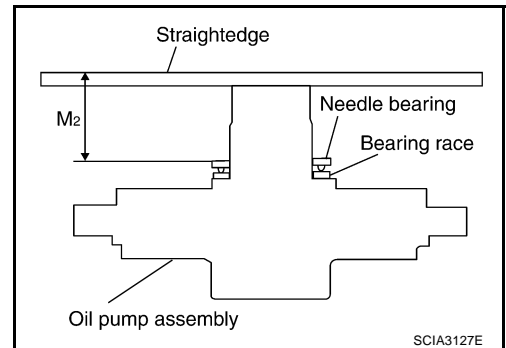 Straightedge
M2
Needle bearing
Bearing race
Oil pump assembly
SCIA3127E